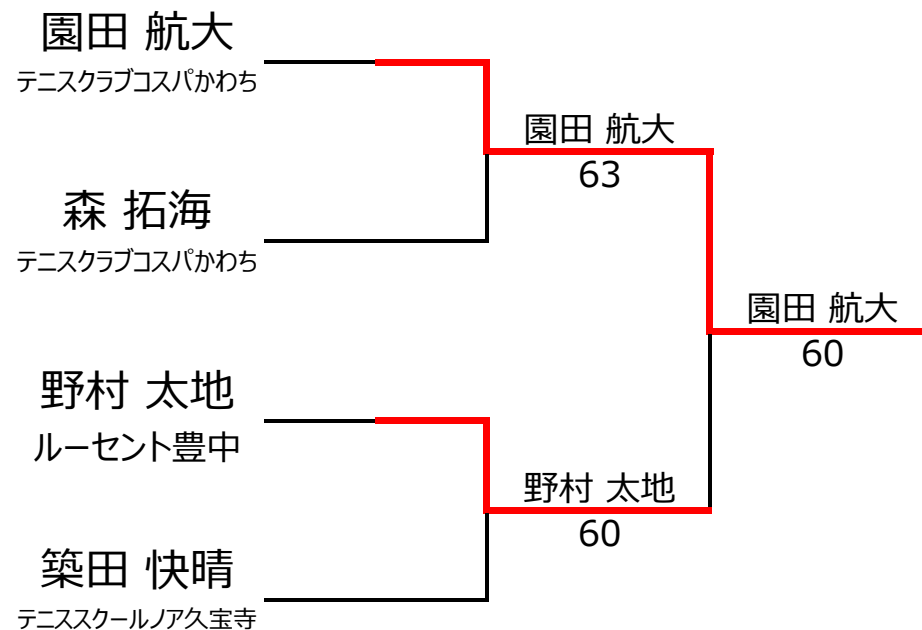 園田 航大
テニスクラブコスパかわち
園田 航大
63
森 拓海
テニスクラブコスパかわち
園田 航大
60
野村 太地
ルーセント豊中
野村 太地
60
築田 快晴
テニススクールノア久宝寺